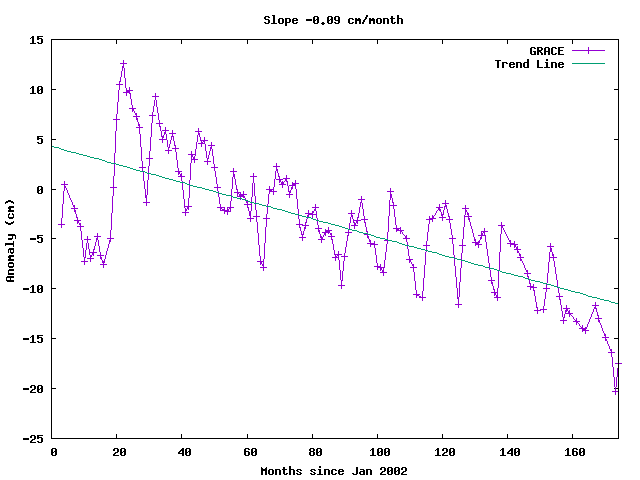 Slope -0.09 cm/month
GRACE
Trend Line
15
10
5
0
-5
-10
-15
-20
-25
Anomaly (cm)
0 20 40 60 80 100 120 140 160
Months since Jan 2002